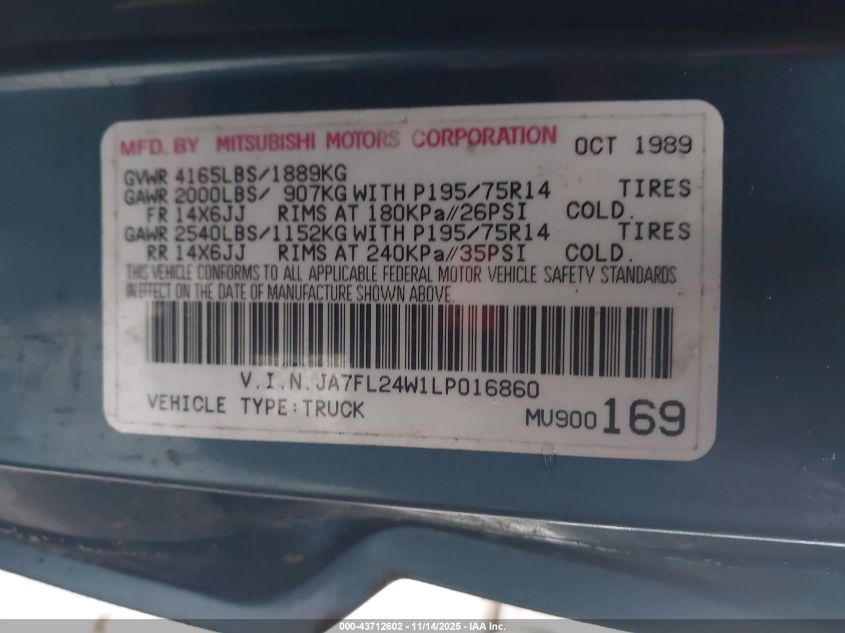 MFD. BY MITSUBISHI MOTORS CORPORATION OCT 1989
GVWR 4165LBS/1889KG
GAWR 2000LBS/ 907KG WITH P195/75R14 TIRES
FR 14X6JJ RIMS AT 180KPa//26PSI COLD.
GAWR 2540LBS/1152KG WITH P195/75R14 TIRES
RR 14X6JJ RIMS AT 240KPa//35PSI COLD.
THIS VEHICLE CONFORMS TO ALL APPLICABLE FEDERAL MOTOR VEHICLE SAFETY STANDARDS
IN EFFECT ON THE DATE OF MANUFACTURE SHOWN ABOVE.
V.I.N. JA7FL24W1LP016860
VEHICLE TYPE: TRUCK
MU900 169
000-43712602 - 11/14/2025 - IAA Inc.